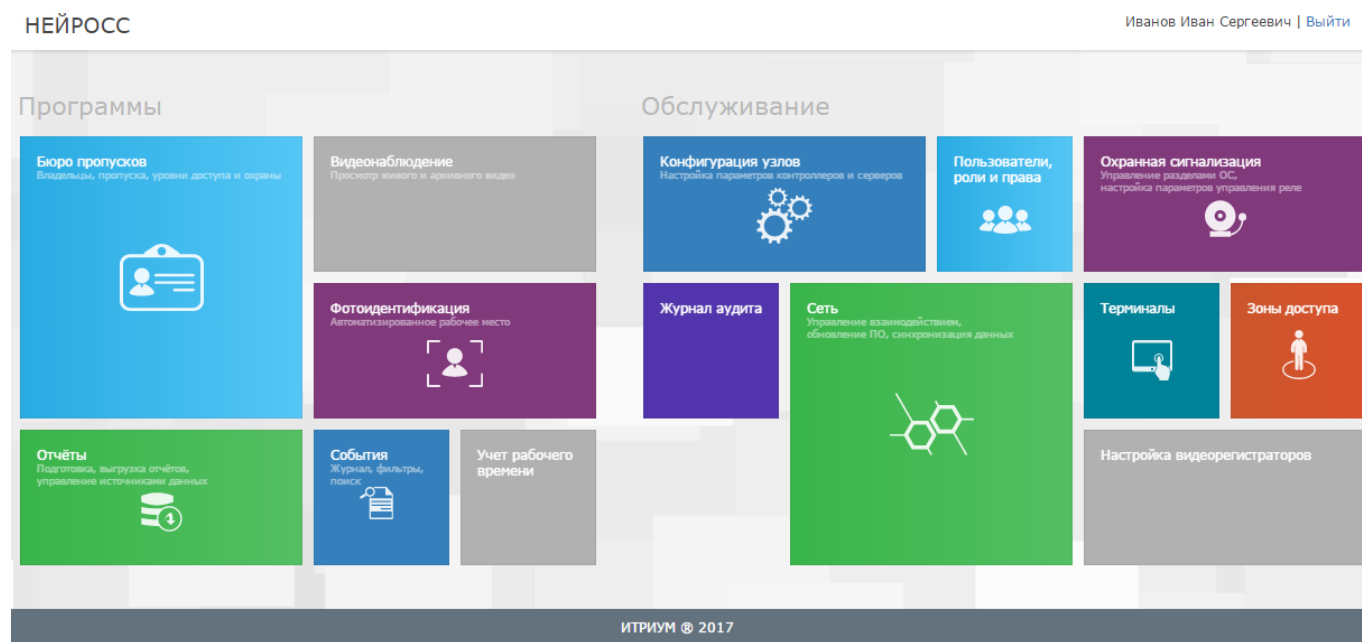 НЕЙРОСС
Иванов Иван Сергеевич | Выйти
Программы
Бюро пропусков
Владельцы, пропуска, уровни доступа и охраны
Видеонаблюдение
Просмотр живого и архивного видео
Фотоидентификация
Автоматизированное рабочее место
Отчёты
Подготовка, выгрузка отчётов,
управление источниками данных
События
Журнал, фильтры,
поиск
Учет рабочего
времени
Обслуживание
Конфигурация узлов
Настройка параметров контроллеров и серверов
Пользователи,
роли и права
Охранная сигнализация
Управление разделами ОС,
настройка параметров управления реле
Журнал аудита
Сеть
Управление взаимодействием,
обновление ПО, синхронизация данных
Терминалы
Зоны доступа
Настройка видеорегистраторов
ИТРИУМ ® 2017